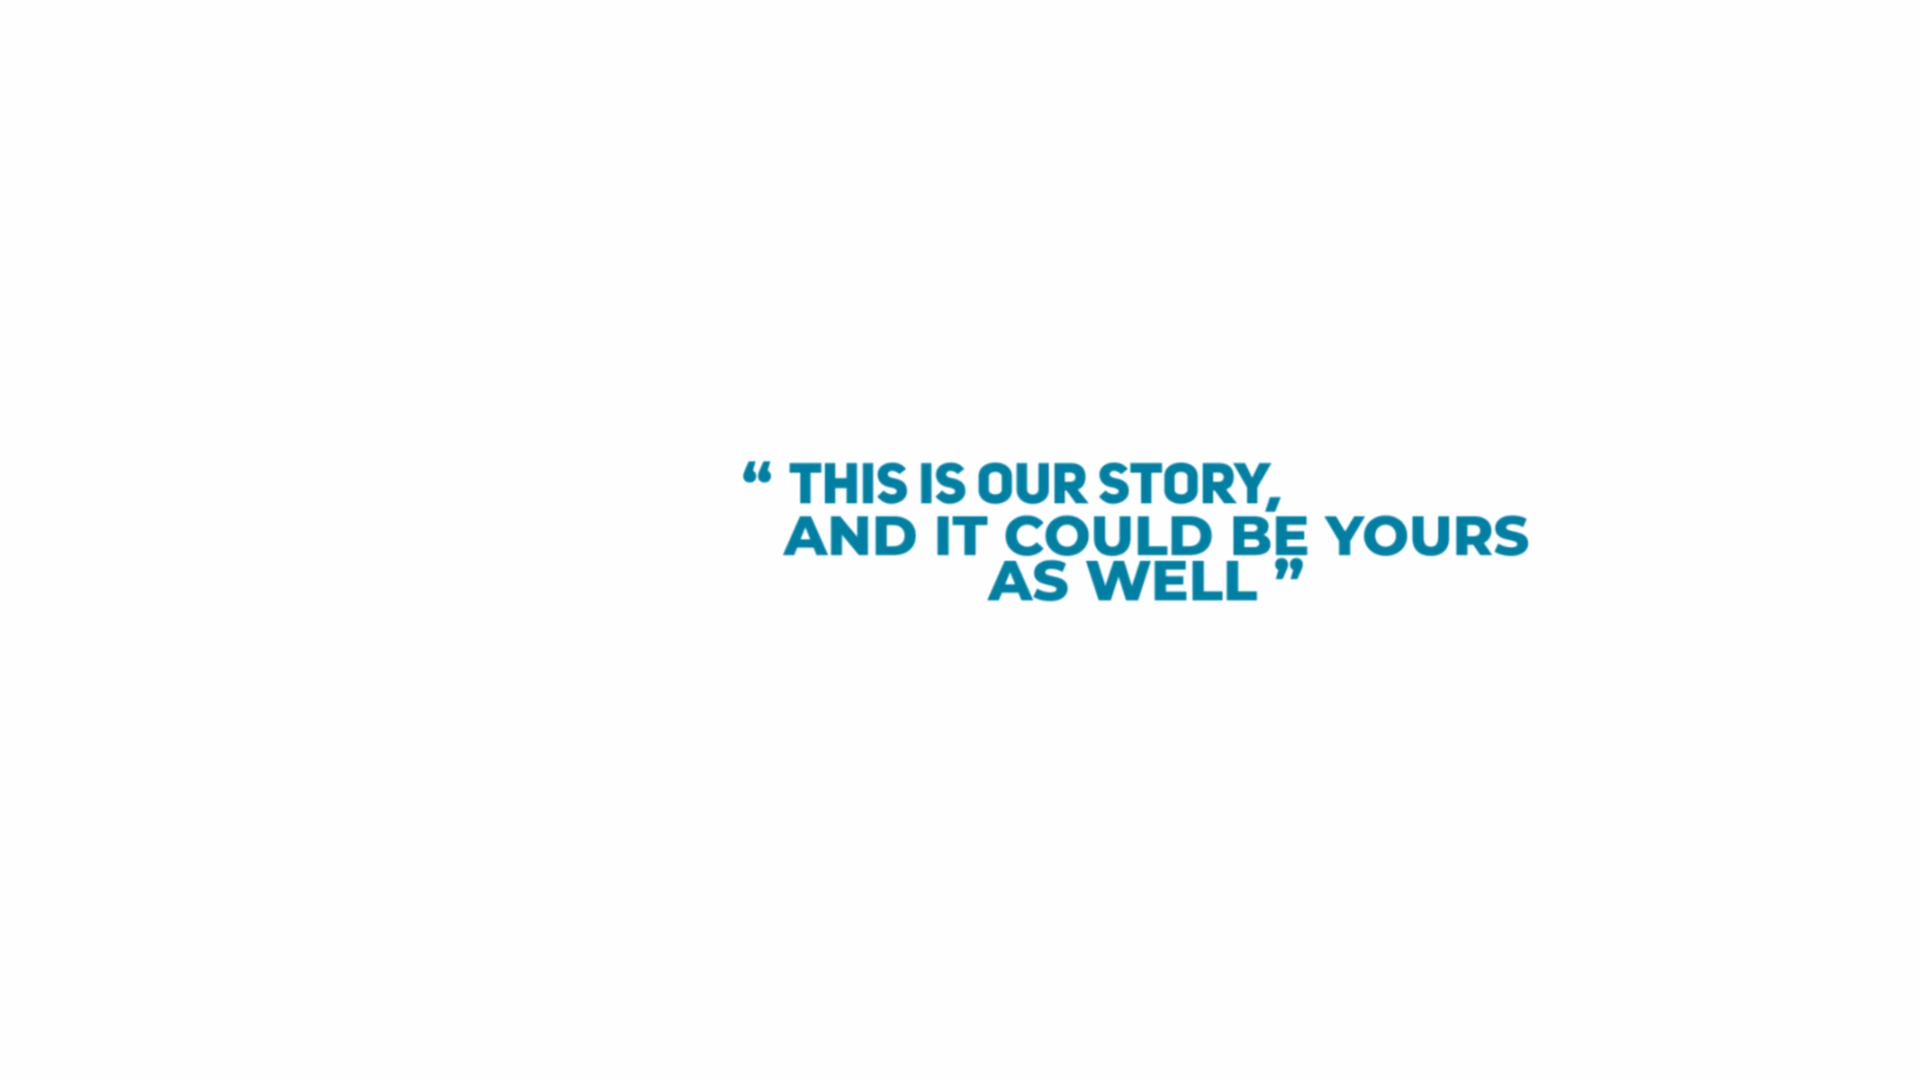 “ THIS IS OUR STORY,
AND IT COULD BE YOURS
AS WELL ”